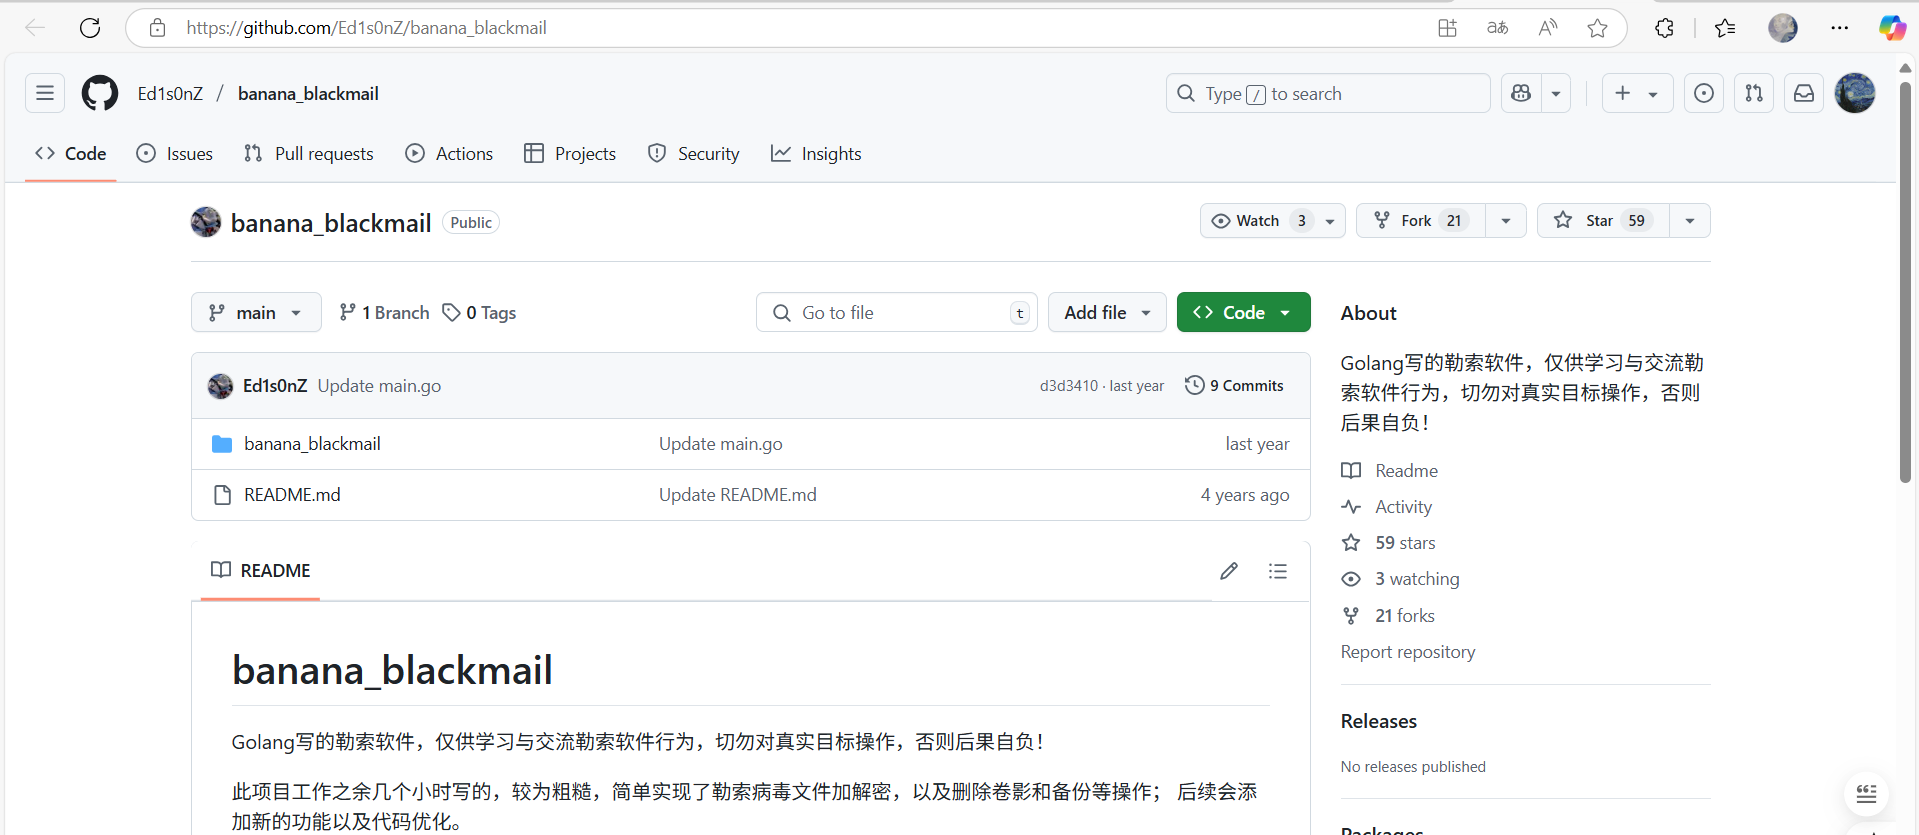 https://github.com/Ed1s0nZ/banana_blackmail
Ed1s0nZ / banana_blackmail
Type / to search
Code
Issues
Pull requests
Actions
Projects
Security
Insights
banana_blackmail
Public
Watch 3
Fork 21
Star 59
main
1 Branch
0 Tags
Go to file
t
Add file
Code
Ed1s0nZ Update main.go
d3d3410 · last year
9 Commits
banana_blackmail
Update main.go
last year
README.md
Update README.md
4 years ago
README
banana_blackmail
Golang写的勒索软件，仅供学习与交流勒索软件行为，切勿对真实目标操作，否则后果自负！
此项目工作之余几个小时写的，较为粗糙，简单实现了勒索病毒文件加解密，以及删除卷影和备份等操作； 后续会添
加新的功能以及代码优化。
About
Golang写的勒索软件，仅供学习与交流勒
索软件行为，切勿对真实目标操作，否则
后果自负！
Readme
Activity
59 stars
3 watching
21 forks
Report repository
Releases
No releases published
Packages